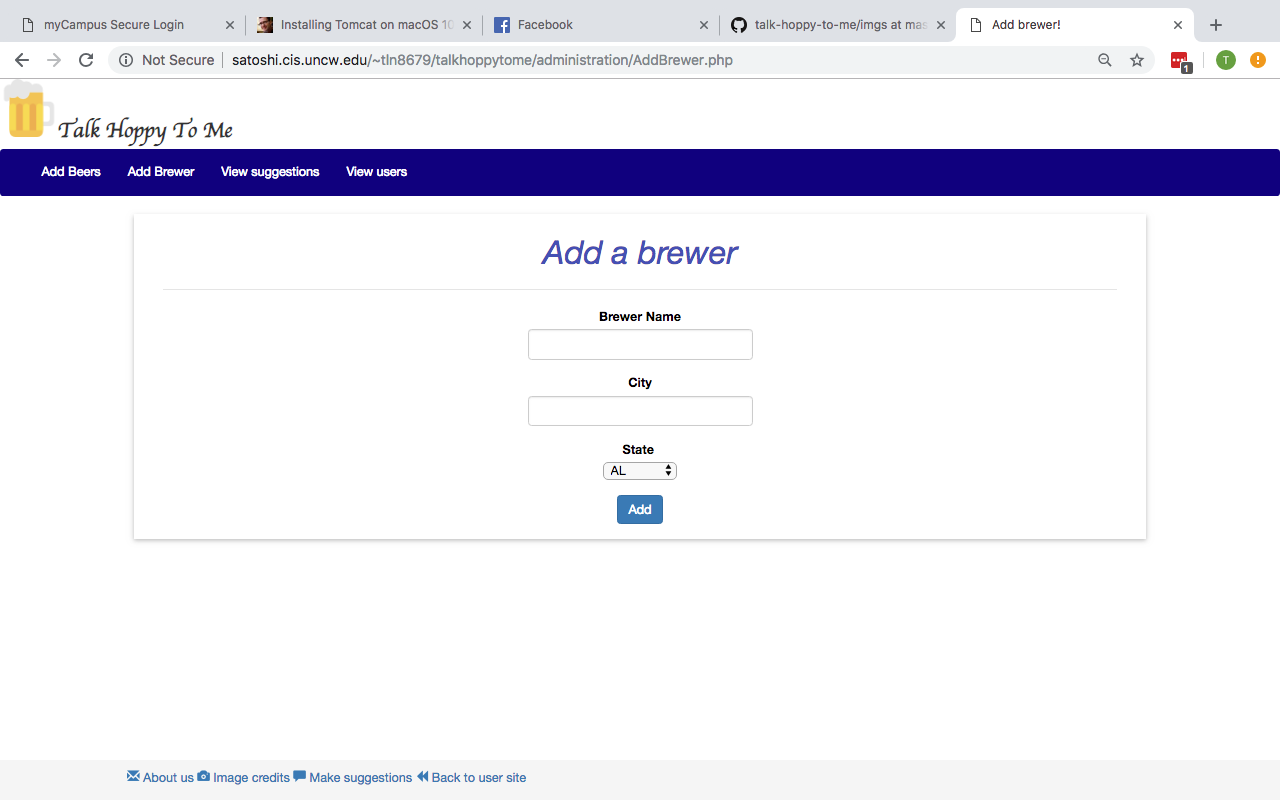 myCampus Secure Login
Installing Tomcat on macOS 10
Facebook
talk-hoppy-to-me/imgs at mas
Add brewer!
Not Secure
satoshi.cis.uncw.edu/~tln8679/talkhoppytome/administration/AddBrewer.php
1
T
Talk Hoppy To Me
Add Beers
Add Brewer
View suggestions
View users
Add a brewer
Brewer Name
City
State
AL
Add
About us
Image credits
Make suggestions
Back to user site